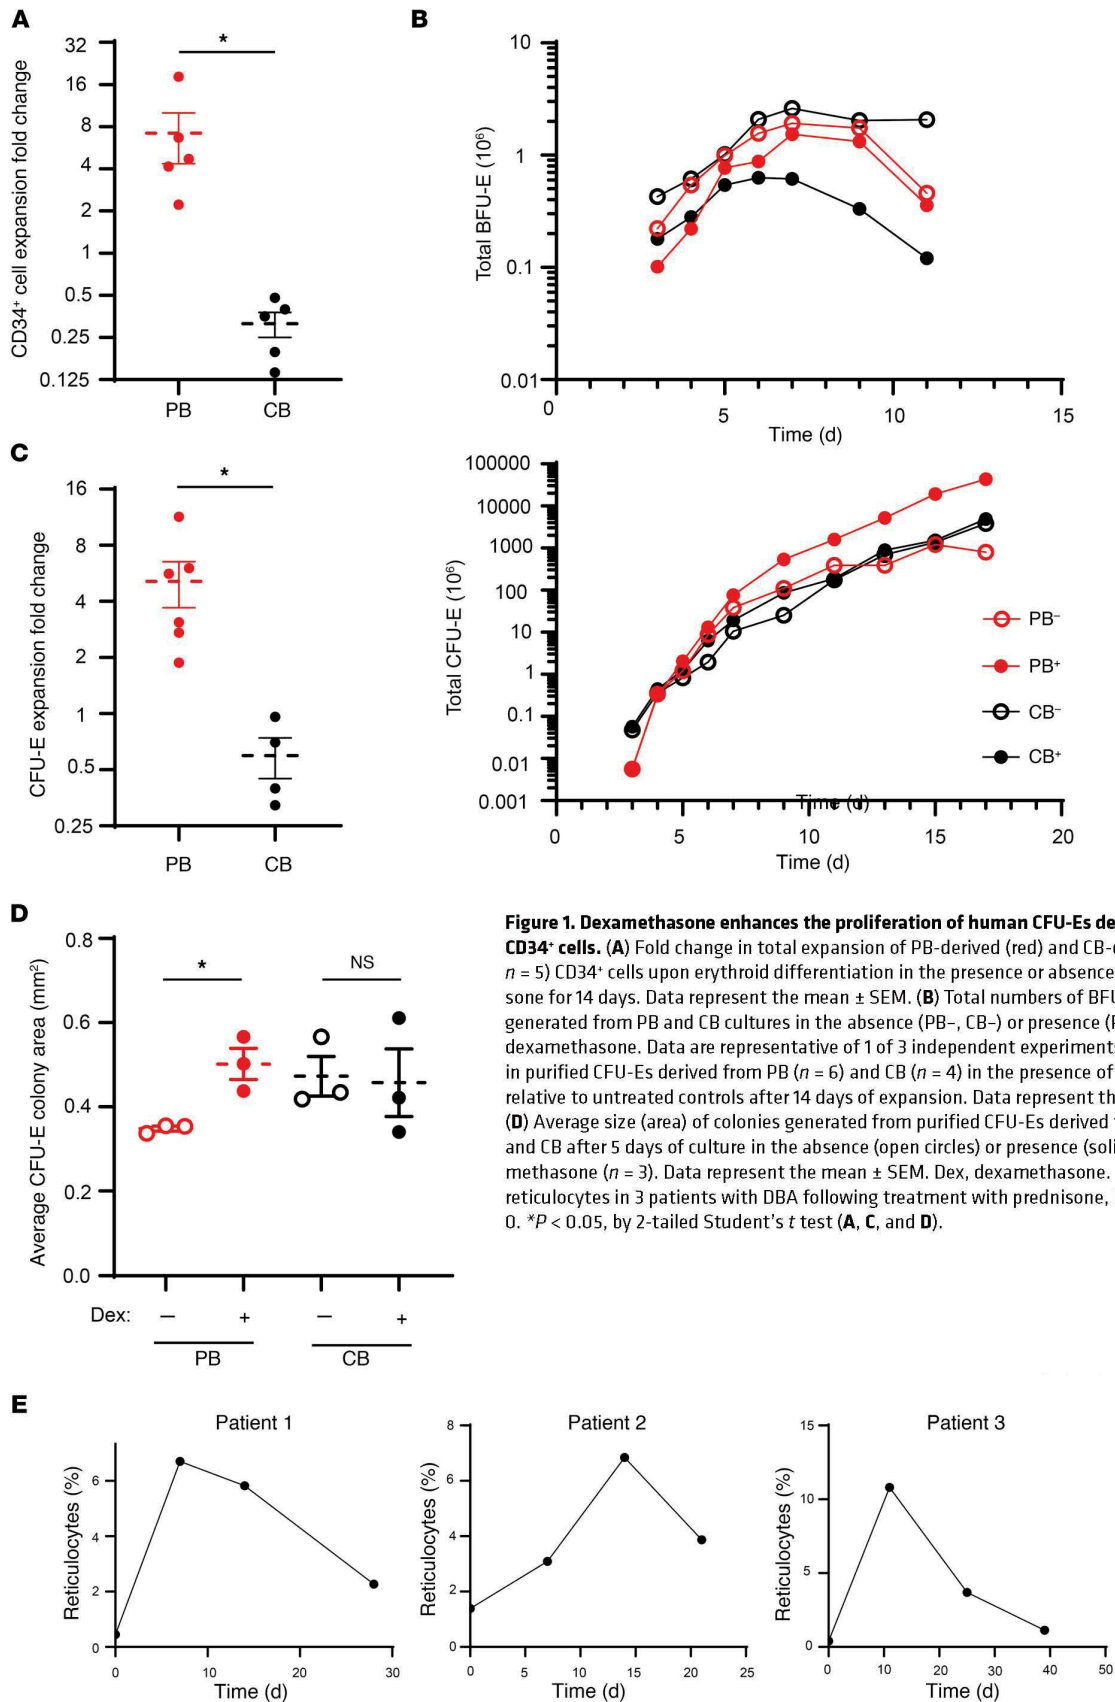 A
CD34⁺ cell expansion fold change
32
16
8
4
2
1
0.5
0.25
0.125
*
PB
CB
B
Total BFU-E (10⁶)
10
1
0.1
0.01
0
5
10
15
Time (d)
C
CFU-E expansion fold change
16
8
4
2
1
0.5
0.25
*
PB
CB
Total CFU-E (10⁶)
100000
10000
1000
100
10
1
0.1
0.01
0.001
PB⁻
PB⁺
CB⁻
CB⁺
Time (d)
0
5
10
15
20
Time (d)
D
Average CFU-E colony area (mm²)
0.8
0.6
0.4
0.2
0.0
*
NS
Dex:
–
+
–
+
PB
CB
Figure 1. Dexamethasone enhances the proliferation of human CFU-Es de
CD34⁺ cells. (A) Fold change in total expansion of PB-derived (red) and CB-
n = 5) CD34⁺ cells upon erythroid differentiation in the presence or absence
sone for 14 days. Data represent the mean ± SEM. (B) Total numbers of BFU
generated from PB and CB cultures in the absence (PB–, CB–) or presence (
dexamethasone. Data are representative of 1 of 3 independent experiments
in purified CFU-Es derived from PB (n = 6) and CB (n = 4) in the presence of
relative to untreated controls after 14 days of expansion. Data represent th
(D) Average size (area) of colonies generated from purified CFU-Es derived
and CB after 5 days of culture in the absence (open circles) or presence (soli
methasone (n = 3). Data represent the mean ± SEM. Dex, dexamethasone.
reticulocytes in 3 patients with DBA following treatment with prednisone,
0. *P < 0.05, by 2-tailed Student's t test (A, C, and D).
E
Patient 1
Reticulocytes (%)
6
4
2
0
0
10
20
30
Time (d)
Patient 2
Reticulocytes (%)
8
6
4
2
0
0
5
10
15
20
25
Time (d)
Patient 3
Reticulocytes (%)
15
10
5
0
0
10
20
30
40
50
Time (d)